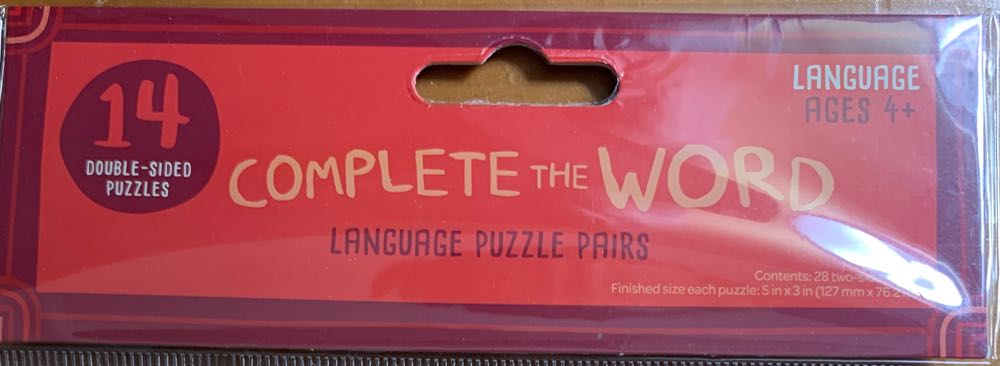 14
DOUBLE-SIDED
PUZZLES
LANGUAGE
AGES 4+
COMPLETE THE WORD
LANGUAGE PUZZLE PAIRS
Contents: 28
Finished size each puzzle: 5 in x 3 in (127 mm x